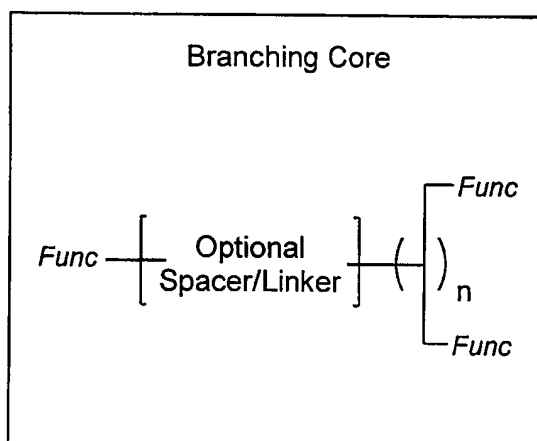 Branching Core
Func
Func
Optional
Spacer/Linker
n
Func